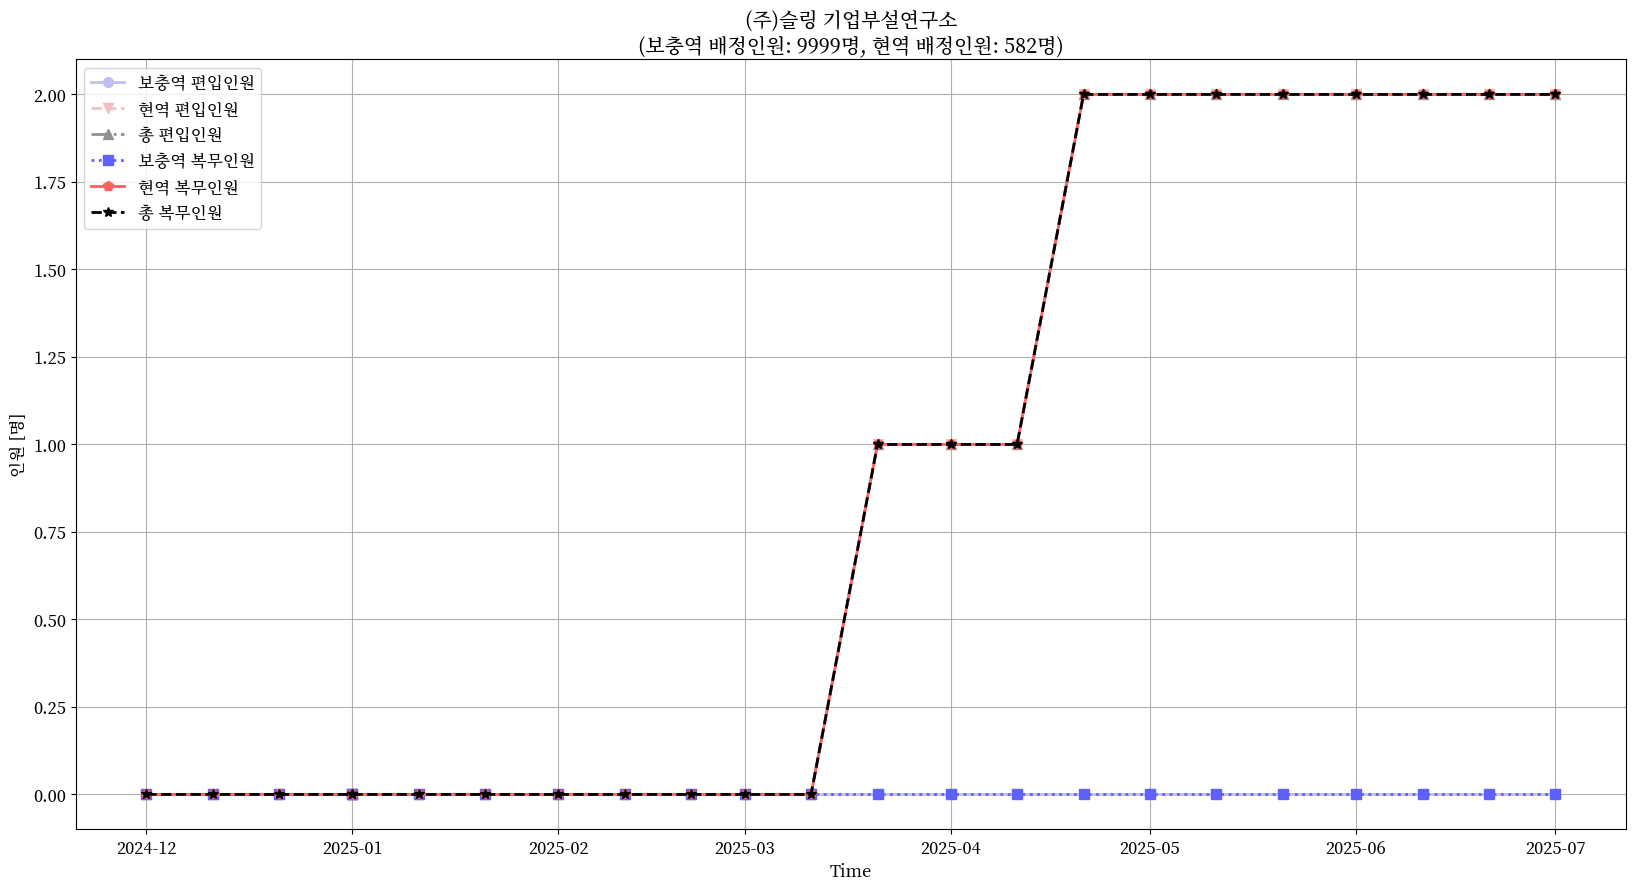 (주)슬링 기업부설연구소
(보충역 배정인원: 9999명, 현역 배정인원: 582명)
보충역 편입인원
현역 편입인원
총 편입인원
보충역 복무인원
현역 복무인원
총 복무인원
2.00
1.75
1.50
1.25
1.00
0.75
0.50
0.25
0.00
인원 [명]
2024-12 2025-01 2025-02 2025-03 2025-04 2025-05 2025-06 2025-07
Time